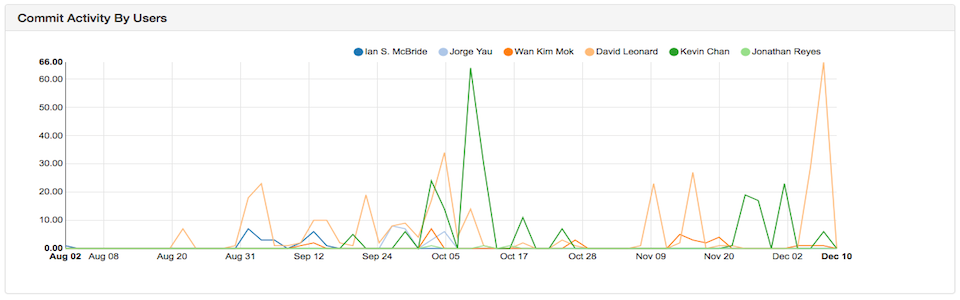 Commit Activity By Users
Ian S. McBride Jorge Yau Wan Kim Mok David Leonard Kevin Chan Jonathan Reyes
66.00
60.00
50.00
40.00
30.00
20.00
10.00
0.00
Aug 02 Aug 08 Aug 20 Aug 31 Sep 12 Sep 24 Oct 05 Oct 17 Oct 28 Nov 09 Nov 20 Dec 02 Dec 10